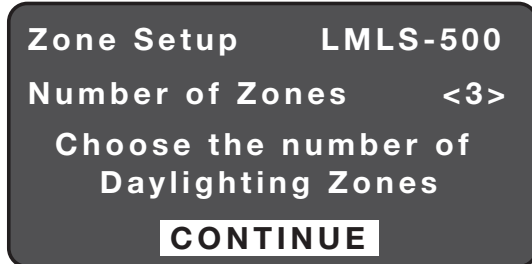 Zone Setup LMLS-500
Number of Zones <3>
Choose the number of
Daylighting Zones
CONTINUE